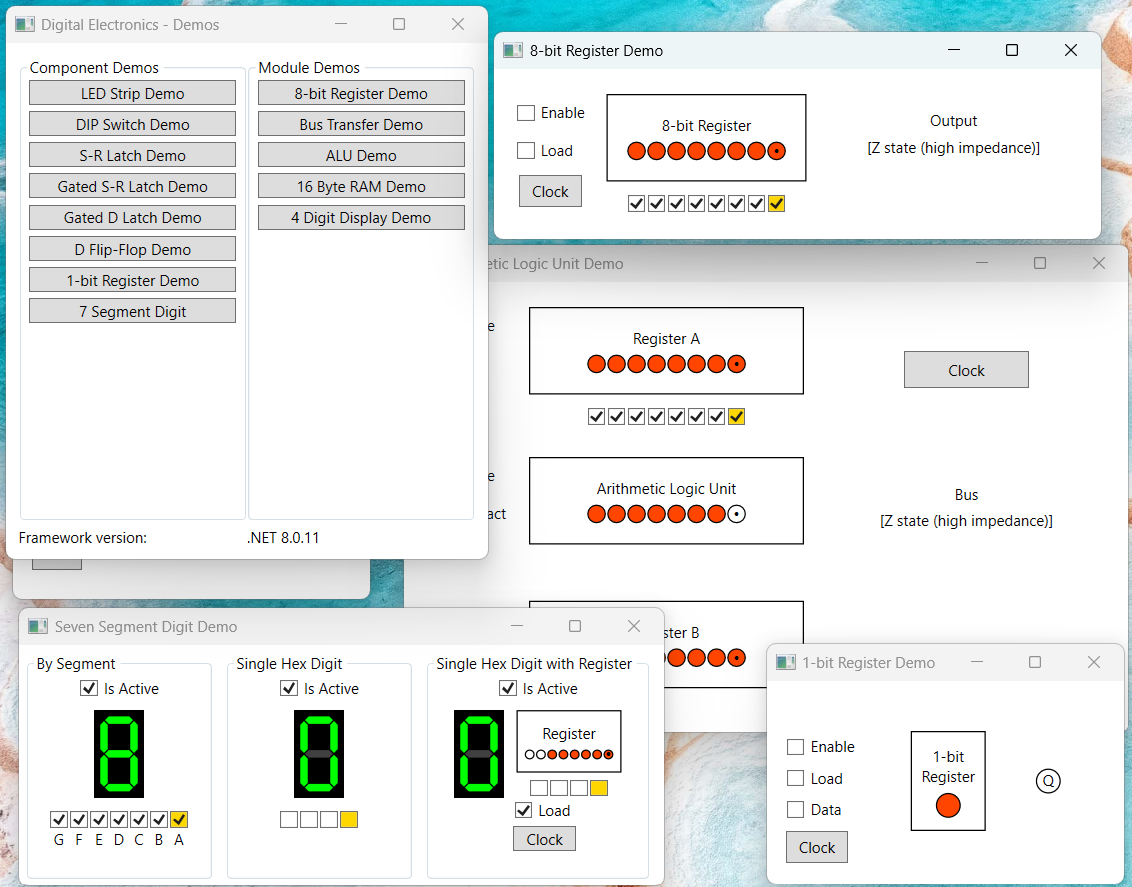 Digital Electronics - Demos
Component Demos
LED Strip Demo
DIP Switch Demo
S-R Latch Demo
Gated S-R Latch Demo
Gated D Latch Demo
D Flip-Flop Demo
1-bit Register Demo
7 Segment Digit
Module Demos
8-bit Register Demo
Bus Transfer Demo
ALU Demo
16 Byte RAM Demo
4 Digit Display Demo
Framework version: .NET 8.0.11
8-bit Register Demo
Enable
Load
Clock
8-bit Register
Output
[Z state (high impedance)]
etic Logic Unit Demo
e
Register A
Clock
e
act
Arithmetic Logic Unit
Bus
[Z state (high impedance)]
ster B
Seven Segment Digit Demo
By Segment
Is Active
8
G F E D C B A
Single Hex Digit
Is Active
0
Single Hex Digit with Register
Is Active
0
Register
Load
Clock
1-bit Register Demo
Enable
Load
Data
Clock
1-bit
Register
Q